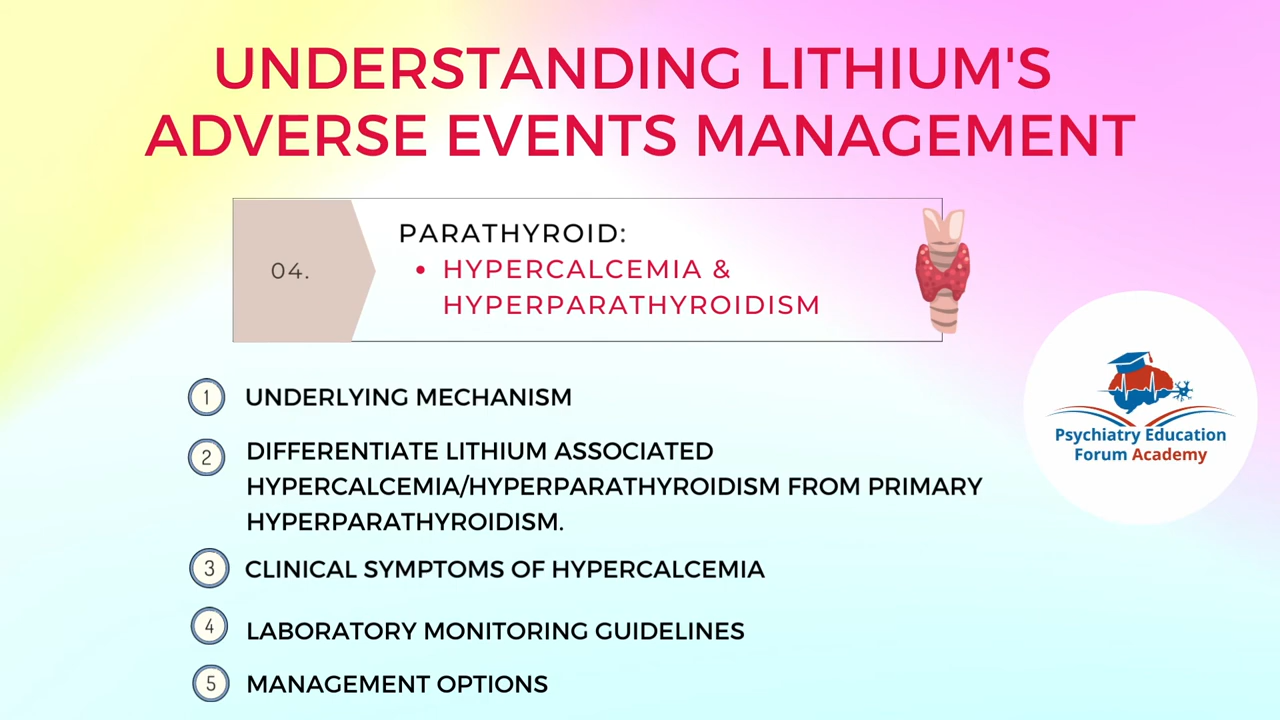 UNDERSTANDING LITHIUM'S
ADVERSE EVENTS MANAGEMENT
04.
PARATHYROID:
• HYPERCALCEMIA &
HYPERPARATHYROIDISM
1 UNDERLYING MECHANISM
2 DIFFERENTIATE LITHIUM ASSOCIATED
HYPERCALCEMIA/HYPERPARATHYROIDISM FROM PRIMARY
HYPERPARATHYROIDISM.
3 CLINICAL SYMPTOMS OF HYPERCALCEMIA
4 LABORATORY MONITORING GUIDELINES
5 MANAGEMENT OPTIONS
Psychiatry Education
Forum Academy